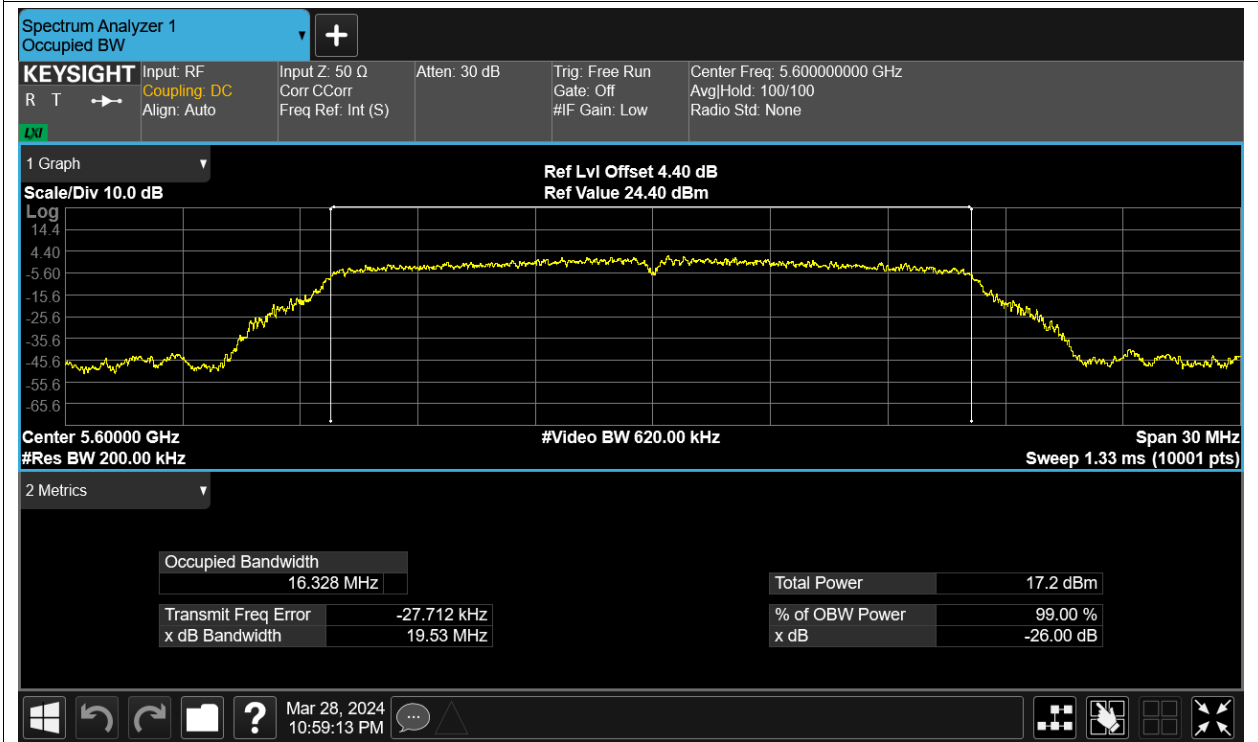 Spectrum Analyzer 1
Occupied BW
KEYSIGHT
R T
LXI
Input: RF
Coupling: DC
Align: Auto
Input Z: 50 Ω
Corr CCorr
Freq Ref: Int (S)
Atten: 30 dB
Trig: Free Run
Gate: Off
#IF Gain: Low
Center Freq: 5.600000000 GHz
Avg|Hold: 100/100
Radio Std: None
1 Graph
Scale/Div 10.0 dB
Ref Lvl Offset 4.40 dB
Ref Value 24.40 dBm
Log
14.4
4.40
-5.60
-15.6
-25.6
-35.6
-45.6
-55.6
-65.6
Center 5.60000 GHz
#Res BW 200.00 kHz
#Video BW 620.00 kHz
Span 30 MHz
Sweep 1.33 ms (10001 pts)
2 Metrics
Occupied Bandwidth
16.328 MHz
Transmit Freq Error -27.712 kHz
x dB Bandwidth 19.53 MHz
Total Power 17.2 dBm
% of OBW Power 99.00 %
x dB -26.00 dB
?
Mar 28, 2024
10:59:13 PM